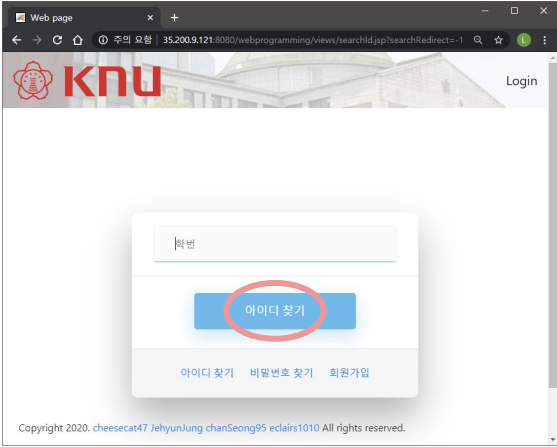 Web page
주의 요함 | 35.200.9.121:8080/webprogramming/views/searchId.jsp?searchRedirect=-1
L
KNU
Login
학번
아이디 찾기
아이디 찾기 비밀번호 찾기 회원가입
Copyright 2020. cheesecat47 JehyunJung chanSeong95 eclairs1010 All rights reserved.